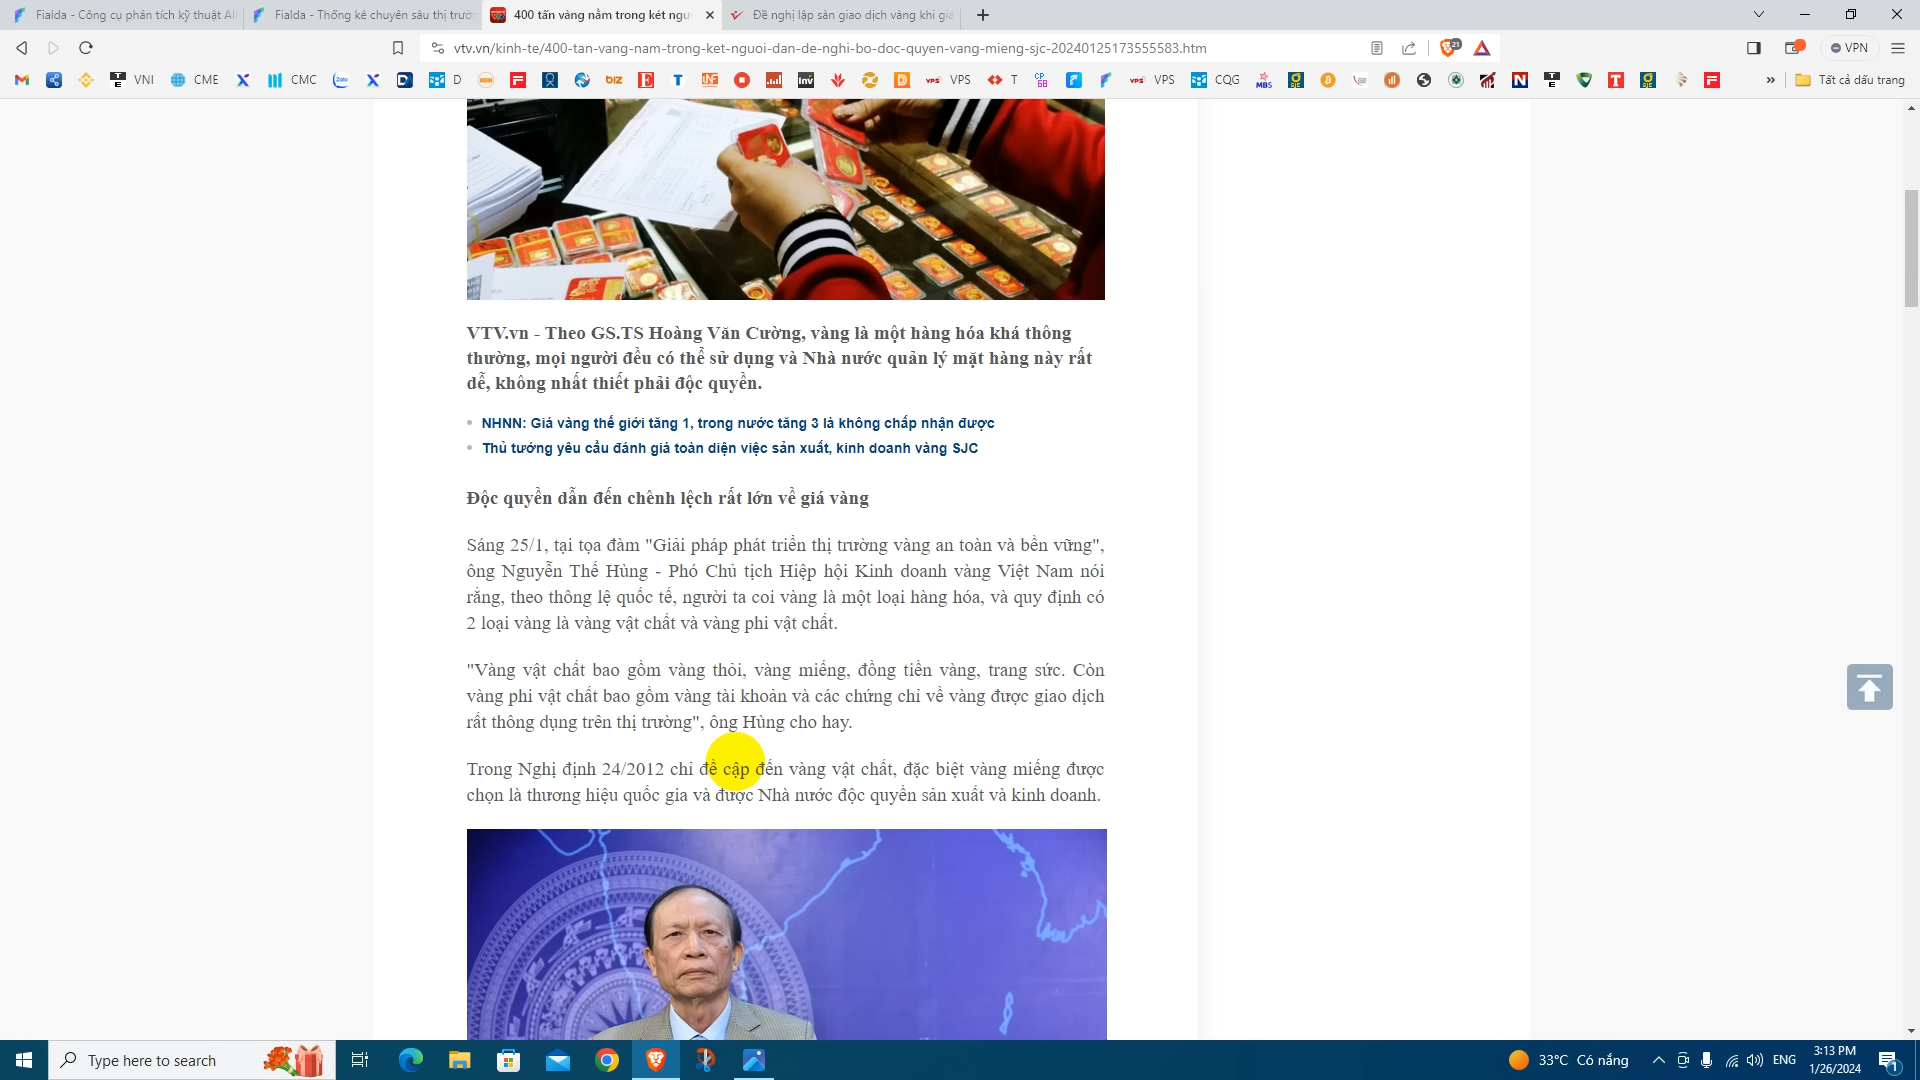 Fialda - Công cụ phân tích kỹ thuật AI
Fialda - Thống kê chuyên sâu thị trườn
400 tấn vàng nằm trong két ngư
Đề nghị lập sàn giao dịch vàng khi giá
vtv.vn/kinh-te/400-tan-vang-nam-trong-ket-nguoi-dan-de-nghi-bo-doc-quyen-vang-mieng-sjc-20240125173555583.htm
21
VPN
VNI
CME
CMC
D
VPS
T
VPS
CQG
MBS
Tất cả dấu trang
VTV.vn - Theo GS.TS Hoàng Văn Cường, vàng là một hàng hóa khá thông
thường, mọi người đều có thể sử dụng và Nhà nước quản lý mặt hàng này rất
dễ, không nhất thiết phải độc quyền.
NHNN: Giá vàng thế giới tăng 1, trong nước tăng 3 là không chấp nhận được
Thủ tướng yêu cầu đánh giá toàn diện việc sản xuất, kinh doanh vàng SJC
Độc quyền dẫn đến chênh lệch rất lớn về giá vàng
Sáng 25/1, tại tọa đàm "Giải pháp phát triển thị trường vàng an toàn và bền vững",
ông Nguyễn Thế Hùng - Phó Chủ tịch Hiệp hội Kinh doanh vàng Việt Nam nói
rằng, theo thông lệ quốc tế, người ta coi vàng là một loại hàng hóa, và quy định có
2 loại vàng là vàng vật chất và vàng phi vật chất.
"Vàng vật chất bao gồm vàng thỏi, vàng miếng, đồng tiền vàng, trang sức. Còn
vàng phi vật chất bao gồm vàng tài khoản và các chứng chỉ về vàng được giao dịch
rất thông dụng trên thị trường", ông Hùng cho hay.
Trong Nghị định 24/2012 chỉ đề cập đến vàng vật chất, đặc biệt vàng miếng được
chọn là thương hiệu quốc gia và được Nhà nước độc quyền sản xuất và kinh doanh.
Type here to search
33°C Có nắng
ENG
3:13 PM
1/26/2024
1